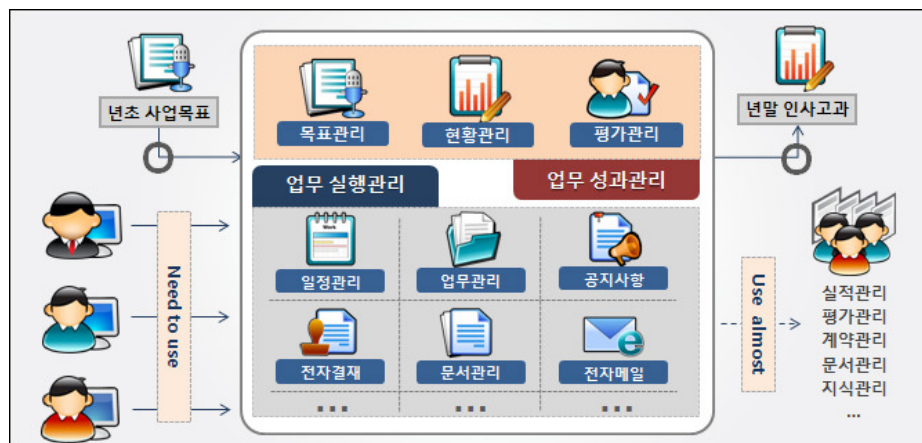 년초 사업목표
목표관리
현황관리
평가관리
년말 인사고과
업무 실행관리
업무 성과관리
Need to use
Work
일정관리
업무관리
공지사항
전자결재
문서관리
전자메일
...
...
...
Use almost
실적관리
평가관리
계약관리
문서관리
지식관리
...